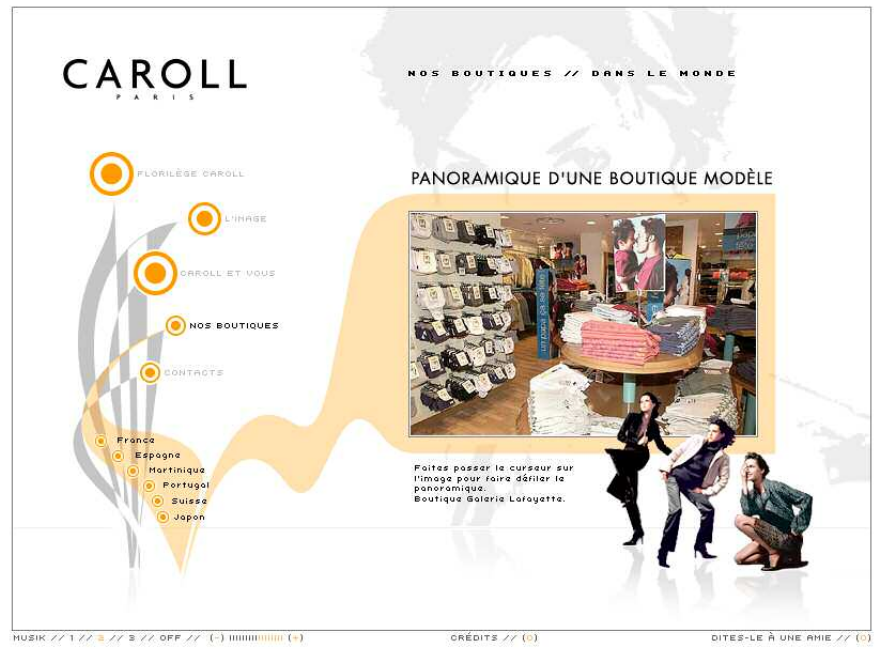 CAROLL
PARIS
NOS BOUTIQUES // DANS LE MONDE
FLORILÈGE CAROLL
L'IMAGE
CAROLL ET VOUS
NOS BOUTIQUES
CONTACTS
France
Espagne
Martinique
Portugal
Suisse
Japon
PANORAMIQUE D'UNE BOUTIQUE MODÈLE
Faites passer le curseur sur
l'image pour faire défiler le
panoramique.
Boutique Galerie Lafayette.
MUSIK // 1 // 2 // 3 // OFF // (-) (+)
CRÉDITS // (O)
DITES-LE À UNE AMIE // (O)